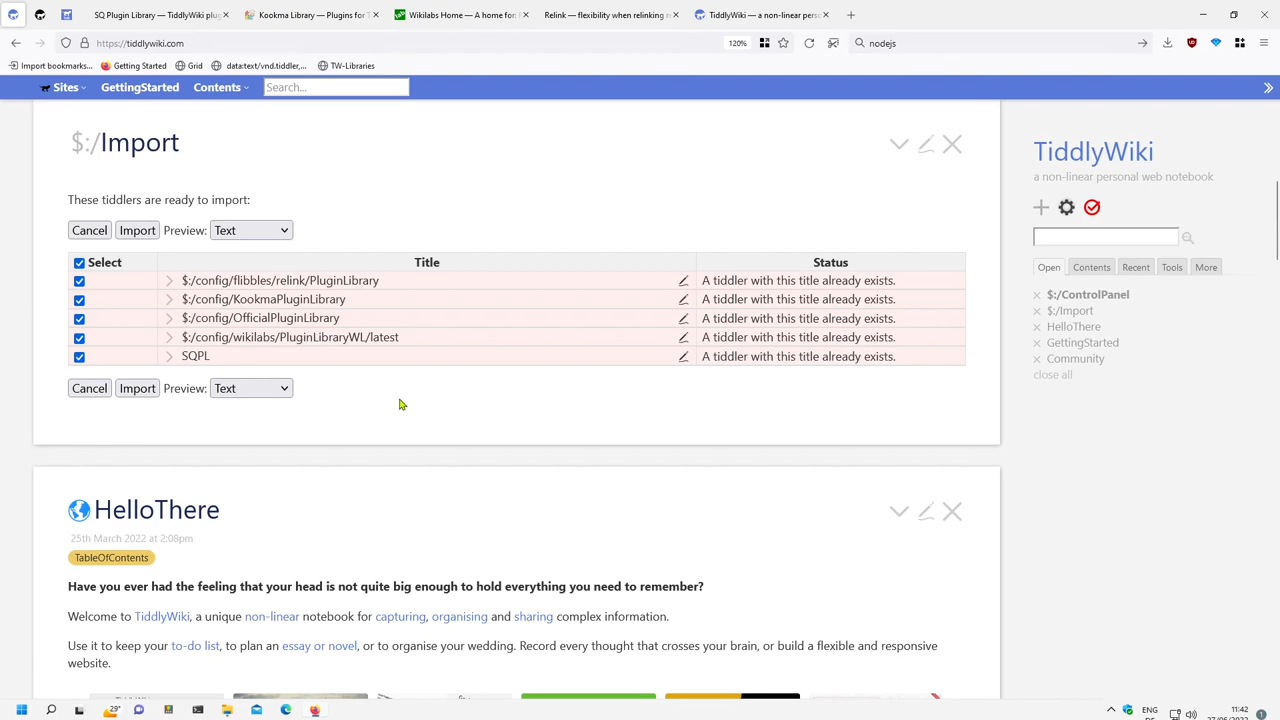 SQ Plugin Library — TiddlyWiki plug
Kookma Library — Plugins for T
Wikilabs Home — A home for
Relink — flexibility when relinking r
TiddlyWiki — a non-linear pers
https://tiddlywiki.com
120%
nodejs
Import bookmarks...
Getting Started
Grid
data:text/vnd.tiddler,...
TW-Libraries
Sites
GettingStarted
Contents
Search...
$:/Import
These tiddlers are ready to import:
Cancel Import Preview: Text
Select Title Status
$:/config/flibbles/relink/PluginLibrary A tiddler with this title already exists.
$:/config/KookmaPluginLibrary A tiddler with this title already exists.
$:/config/OfficialPluginLibrary A tiddler with this title already exists.
$:/config/wikilabs/PluginLibraryWL/latest A tiddler with this title already exists.
SQPL A tiddler with this title already exists.
Cancel Import Preview: Text
HelloThere
25th March 2022 at 2:08pm
TableOfContents
Have you ever had the feeling that your head is not quite big enough to hold everything you need to remember?
Welcome to TiddlyWiki, a unique non-linear notebook for capturing, organising and sharing complex information.
Use it to keep your to-do list, to plan an essay or novel, or to organise your wedding. Record every thought that crosses your brain, or build a flexible and responsive
website.
TiddlyWiki
a non-linear personal web notebook
Open Contents Recent Tools More
$:/ControlPanel
$:/Import
HelloThere
GettingStarted
Community
close all
29°
ENG
11:42
27/06/2022